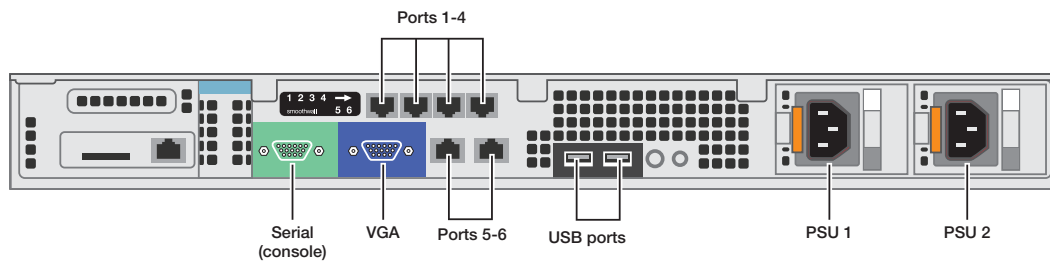 Ports 1-4
1 2 3 4 →
smoothwall 5 6
Serial
(console)
VGA
Ports 5-6
USB ports
PSU 1
PSU 2